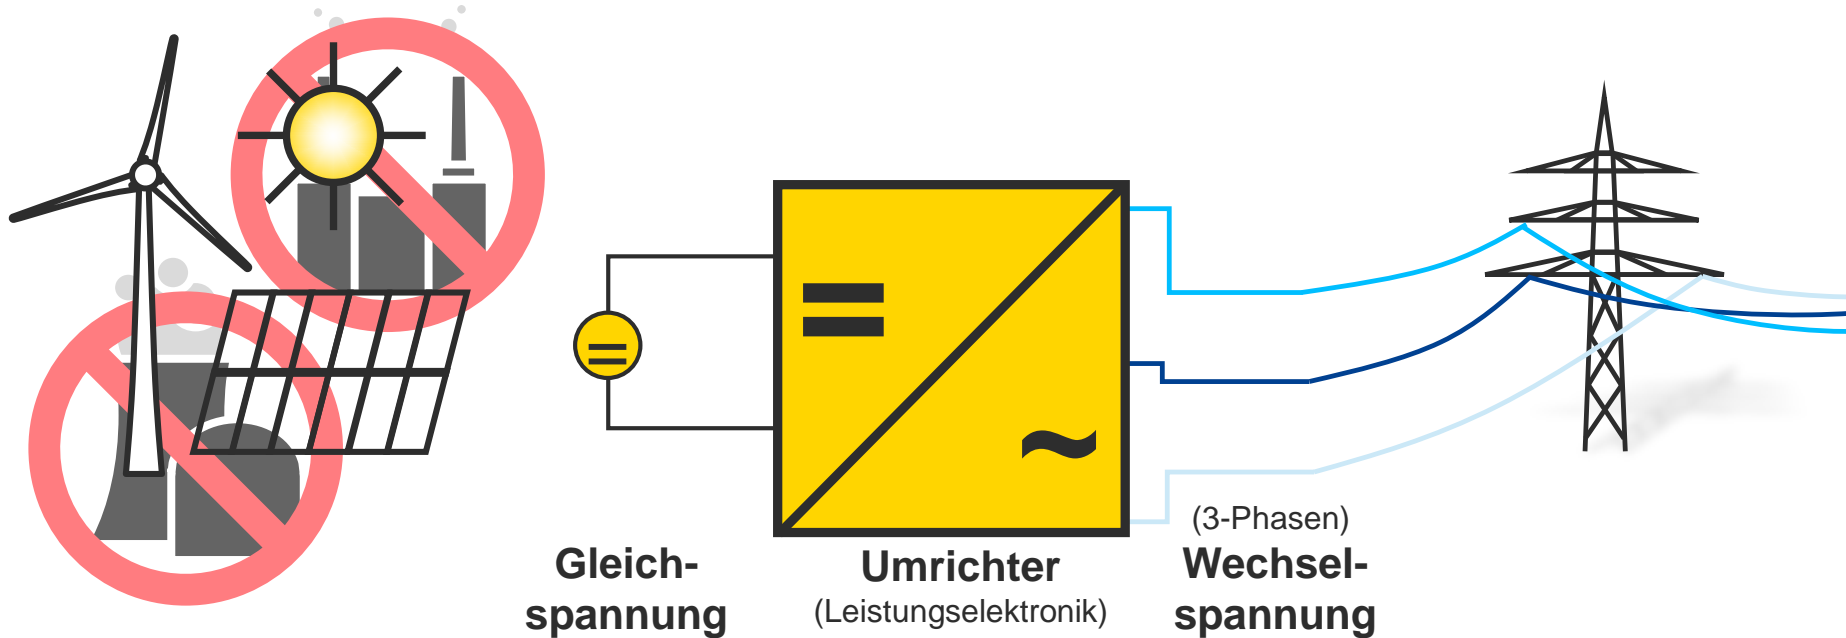 Gleich-
spannung
Umrichter
(Leistungselektronik)
(3-Phasen)
Wechsel-
spannung